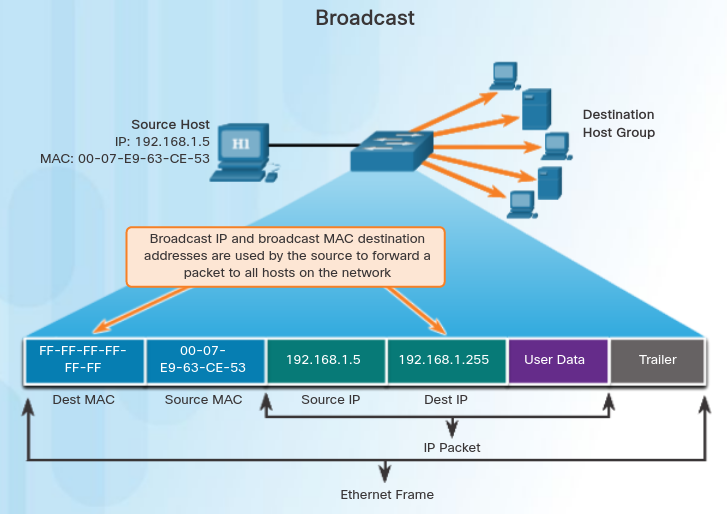 Broadcast
Source Host
IP: 192.168.1.5
MAC: 00-07-E9-63-CE-53
H1
Destination
Host Group
Broadcast IP and broadcast MAC destination
addresses are used by the source to forward a
packet to all hosts on the network
FF-FF-FF-FF-
FF-FF
00-07-
E9-63-CE-53
192.168.1.5
192.168.1.255
User Data
Trailer
Dest MAC
Source MAC
Source IP
Dest IP
IP Packet
Ethernet Frame